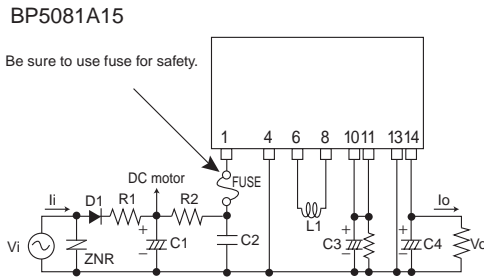 BP5081A15
Be sure to use fuse for safety.
1 4 6 8 10 11 13 14
DC motor
FUSE
Ii D1 R1 R2 L1 Io
Vi ZNR + − C1 C2 C3 + − + − C4 Vo